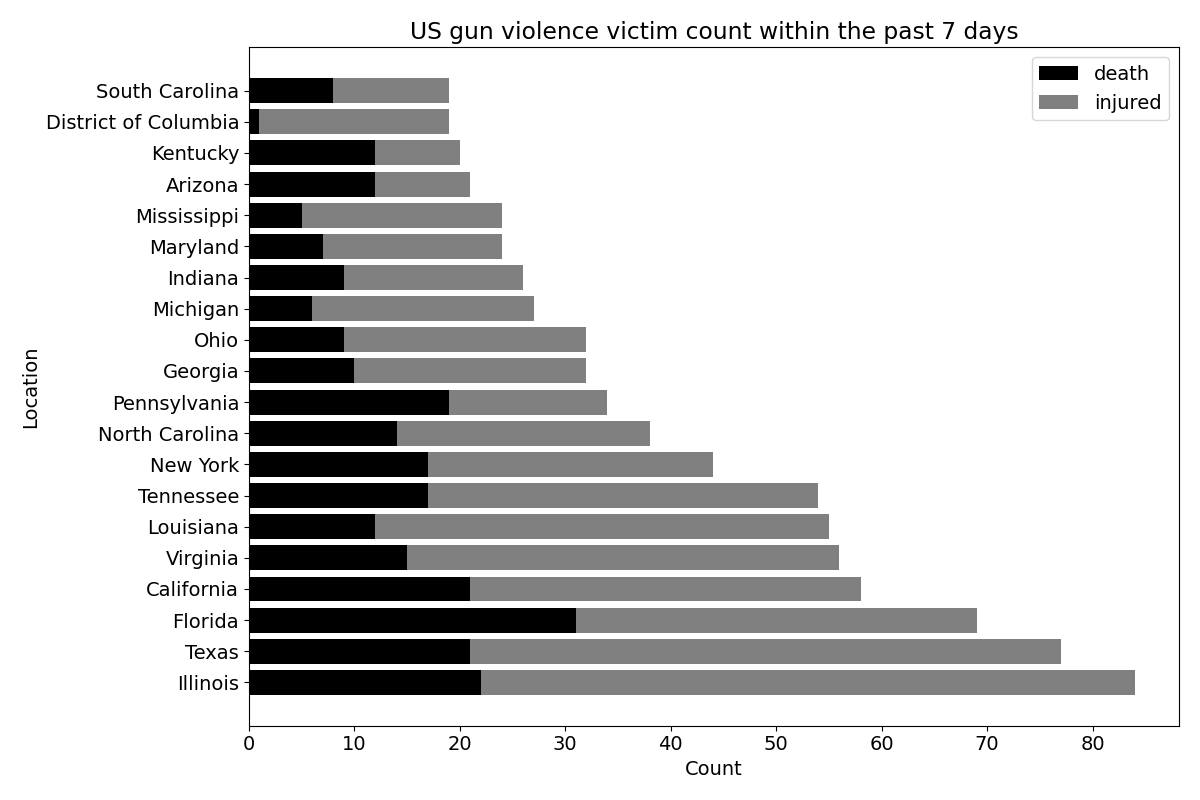 US gun violence victim count within the past 7 days
death
injured
South Carolina
District of Columbia
Kentucky
Arizona
Mississippi
Maryland
Indiana
Michigan
Ohio
Georgia
Pennsylvania
North Carolina
New York
Tennessee
Louisiana
Virginia
California
Florida
Texas
Illinois
Location
0 10 20 30 40 50 60 70 80
Count